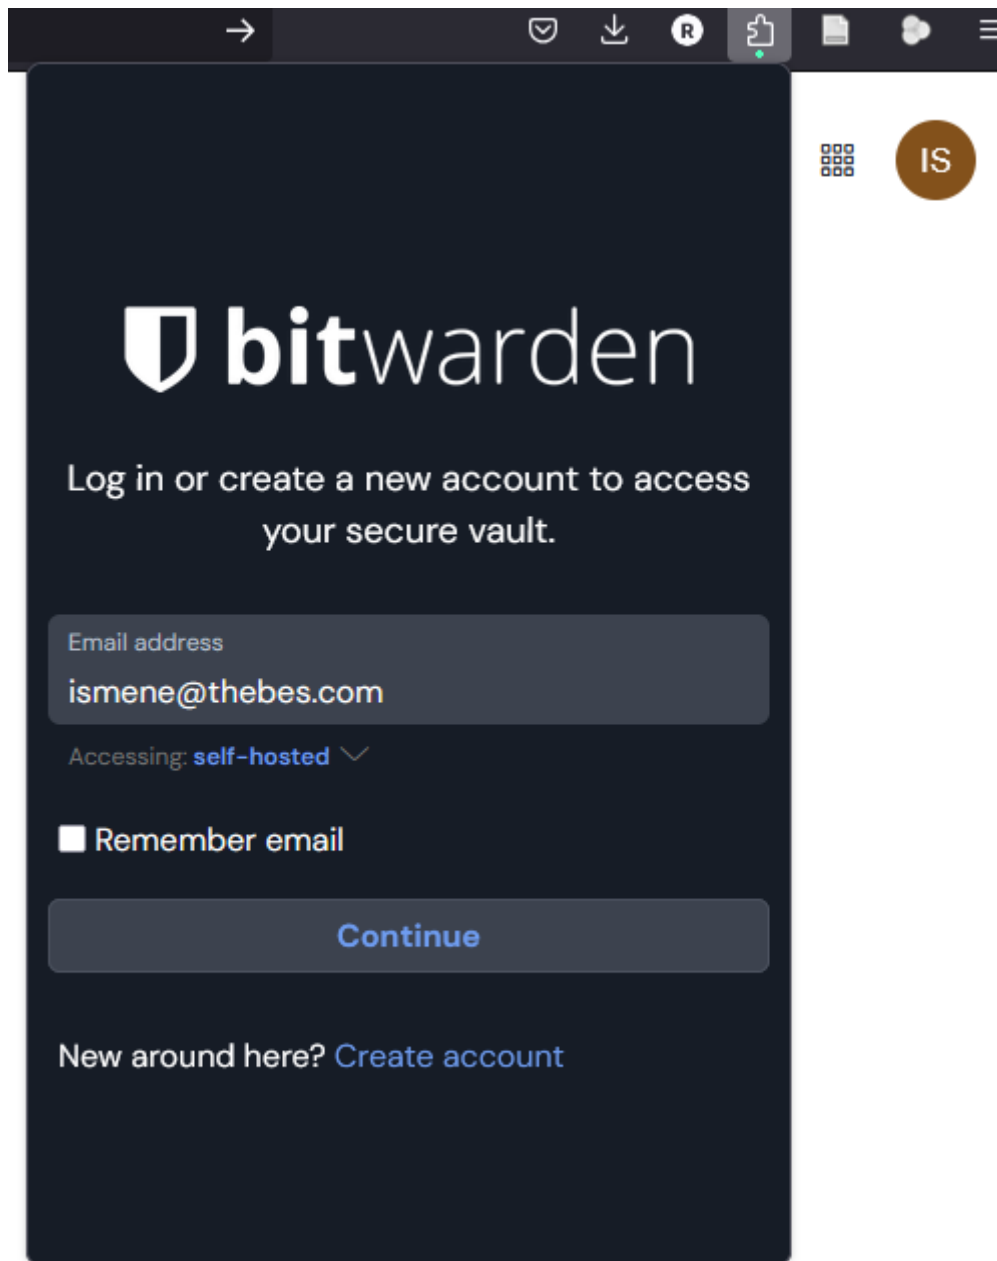 R
IS
bitwarden
Log in or create a new account to access
your secure vault.
Email address
ismene@thebes.com
Accessing: self-hosted
Remember email
Continue
New around here? Create account